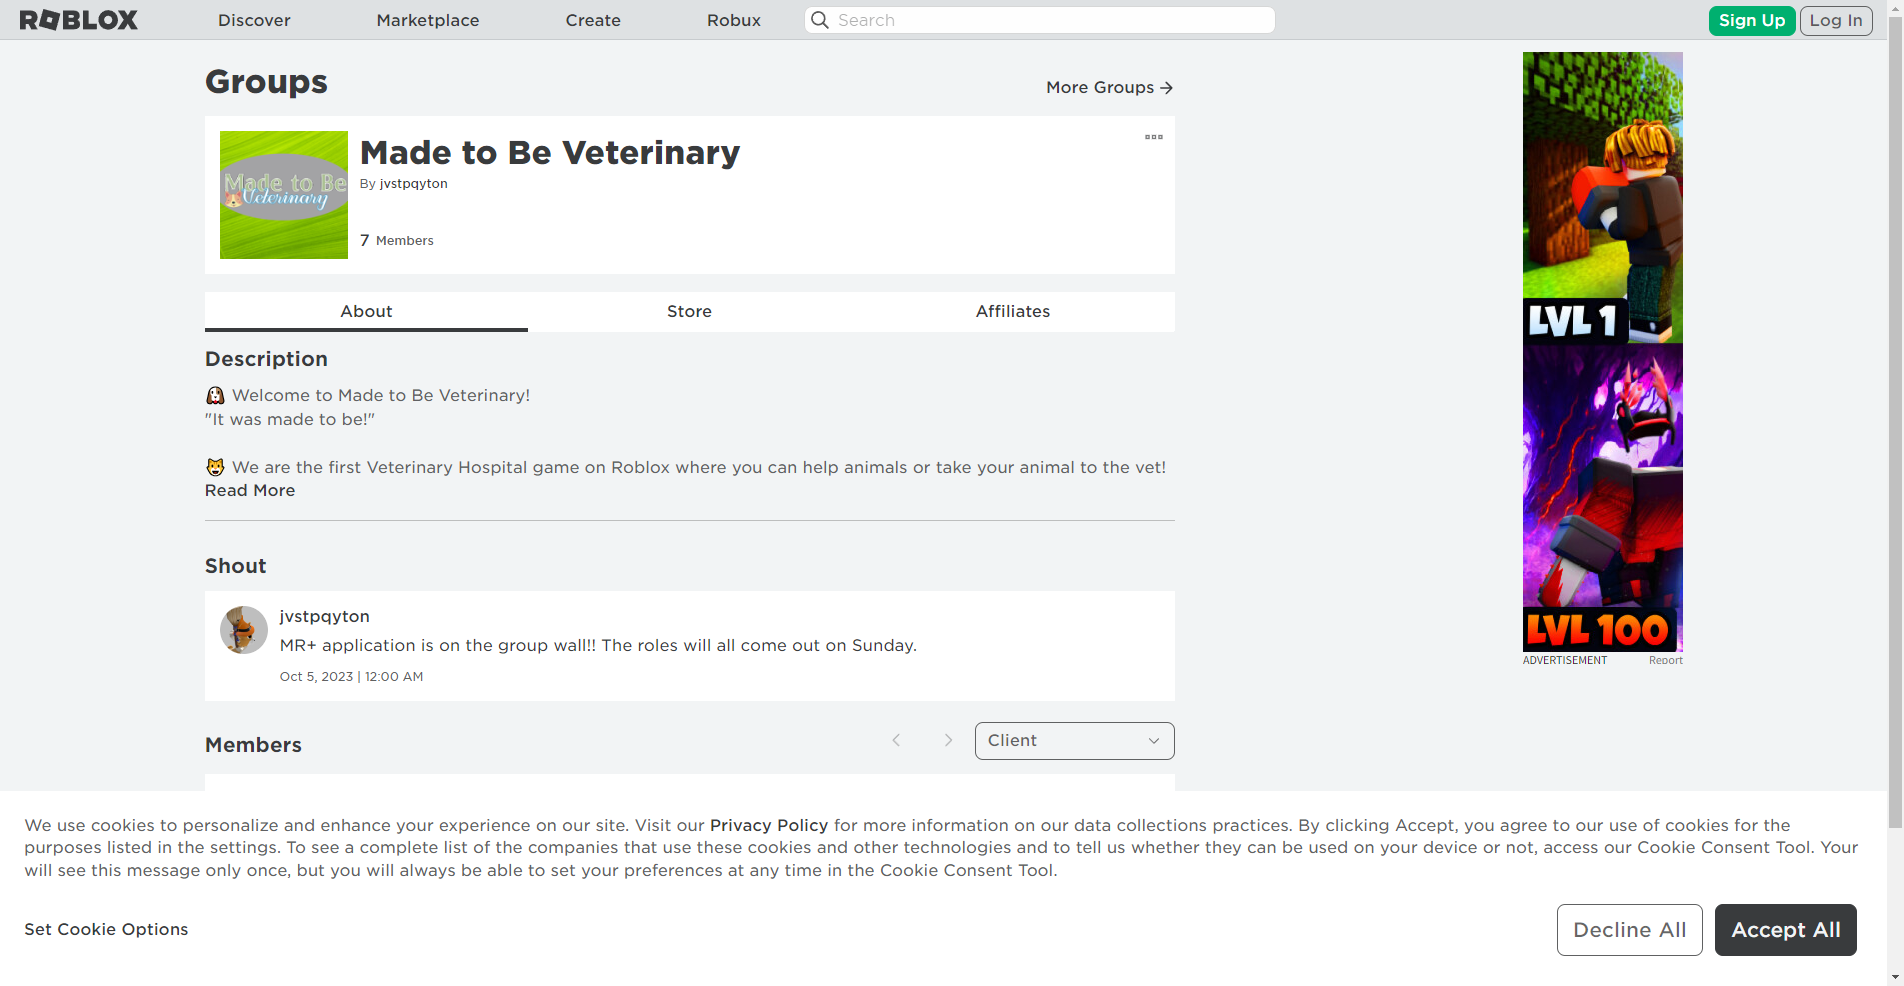 ROBLOX
Discover
Marketplace
Create
Robux
Search
Sign Up
Log In
Groups
More Groups →
Made to Be
Veterinary
Made to Be Veterinary
By jvstpqyton
7 Members
About
Store
Affiliates
Description
🐶 Welcome to Made to Be Veterinary!
"It was made to be!"
🐱 We are the first Veterinary Hospital game on Roblox where you can help animals or take your animal to the vet!
Read More
Shout
jvstpqyton
MR+ application is on the group wall!! The roles will all come out on Sunday.
Oct 5, 2023 | 12:00 AM
Members
Client
LVL 1
LVL 100
ADVERTISEMENT
Report
We use cookies to personalize and enhance your experience on our site. Visit our Privacy Policy for more information on our data collections practices. By clicking Accept, you agree to our use of cookies for the
purposes listed in the settings. To see a complete list of the companies that use these cookies and other technologies and to tell us whether they can be used on your device or not, access our Cookie Consent Tool. Your
will see this message only once, but you will always be able to set your preferences at any time in the Cookie Consent Tool.
Set Cookie Options
Decline All
Accept All